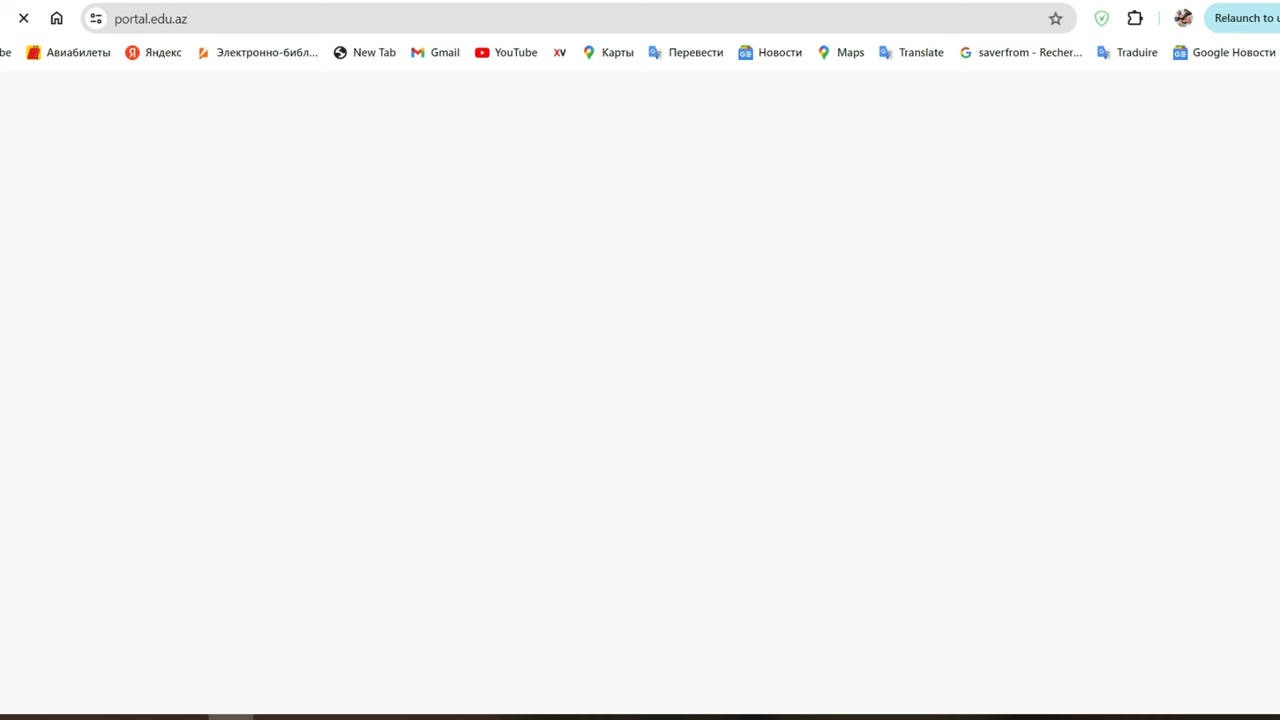 portal.edu.az
Relaunch to u
be Авиабилеты Яндекс Электронно-библ... New Tab Gmail YouTube XV Карты Перевести Новости Maps Translate saverfrom - Recher... Traduire Google Новости